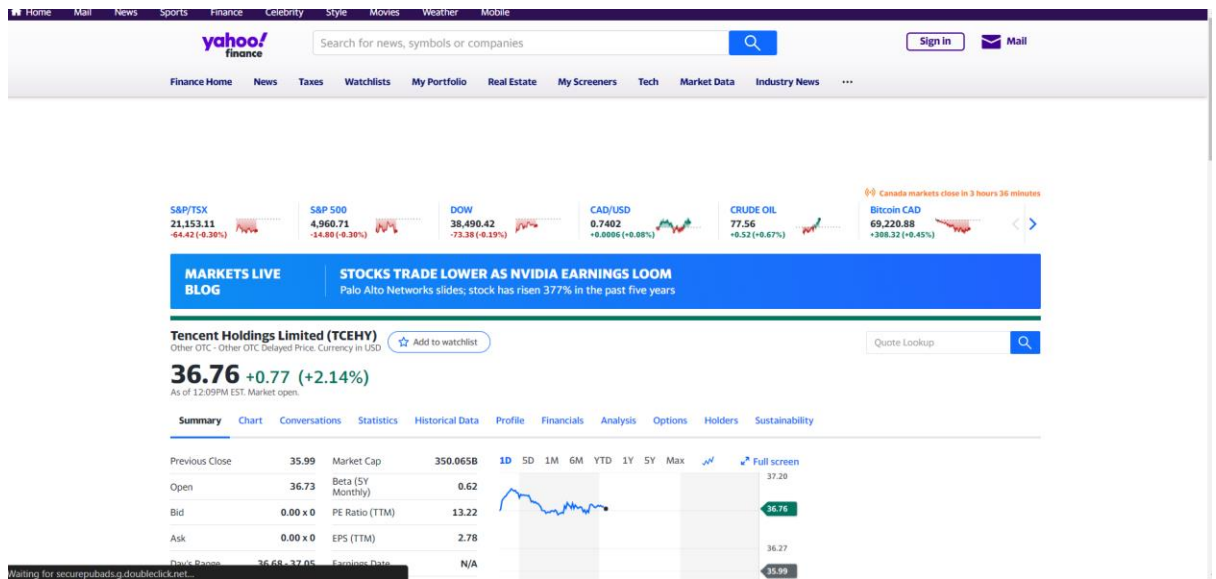 Home Mail News Sports Finance Celebrity Style Movies Weather Mobile
yahoo!
finance
Search for news, symbols or companies
Sign in Mail
Finance Home News Taxes Watchlists My Portfolio Real Estate My Screeners Tech Market Data Industry News ...
Canada markets close in 3 hours 36 minutes
S&P/TSX S&P 500 DOW CAD/USD CRUDE OIL Bitcoin CAD
21,153.11 4,960.71 38,490.42 0.7402 77.56 69,220.88
-64.42 (-0.30%) -14.80 (-0.30%) -73.38 (-0.19%) +0.0006 (+0.08%) +0.52 (+0.67%) +308.32 (+0.45%)
MARKETS LIVE BLOG
STOCKS TRADE LOWER AS NVIDIA EARNINGS LOOM
Palo Alto Networks slides; stock has risen 377% in the past five years
Tencent Holdings Limited (TCEHY) Add to watchlist Quote Lookup
Other OTC - Other OTC Delayed Price. Currency in USD
36.76 +0.77 (+2.14%)
As of 12:09PM EST. Market open.
Summary Chart Conversations Statistics Historical Data Profile Financials Analysis Options Holders Sustainability
Previous Close 35.99 Market Cap 350.065B 1D 5D 1M 6M YTD 1Y 5Y Max Full screen
37.20
Open 36.73 Beta (5Y Monthly) 0.62
Bid 0.00 x 0 PE Ratio (TTM) 13.22 36.76
Ask 0.00 x 0 EPS (TTM) 2.78
36.27
Day's Range 36.68 - 37.05 Earnings Date N/A
35.99
Waiting for securepubads.g.doubleclick.net...